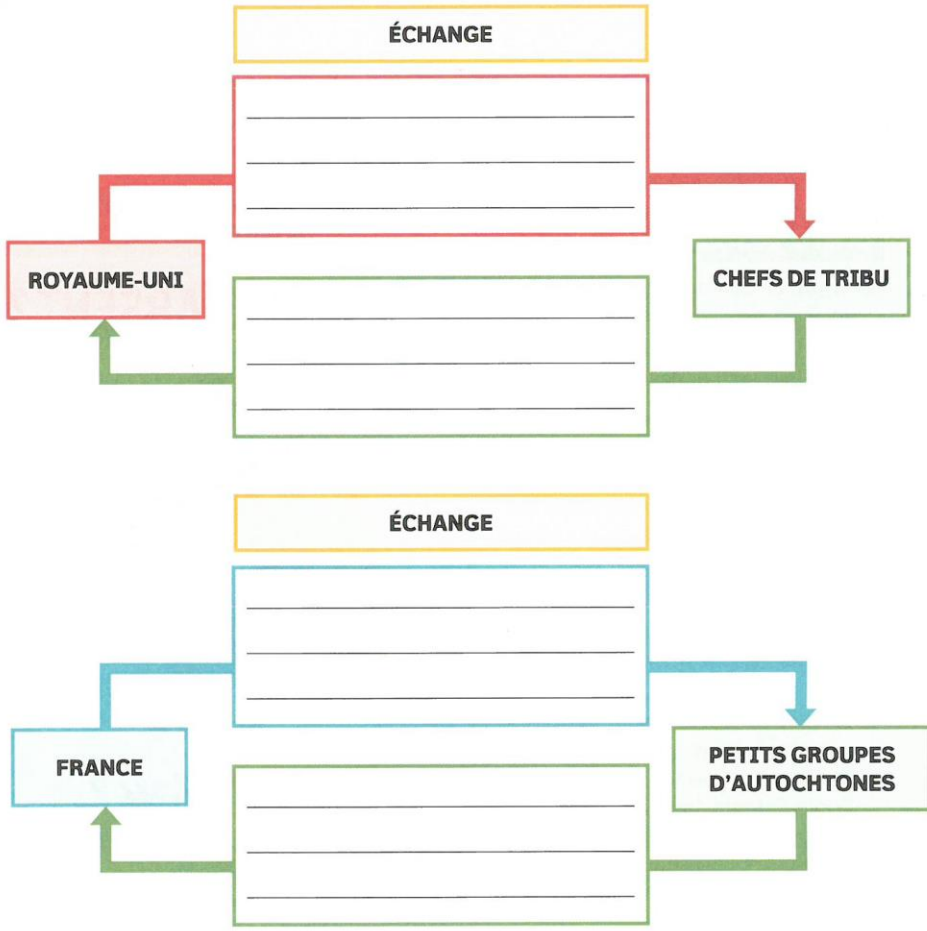 ÉCHANGE
ROYAUME-UNI
CHEFS DE TRIBU
ÉCHANGE
FRANCE
PETITS GROUPES
D'AUTOCHTONES